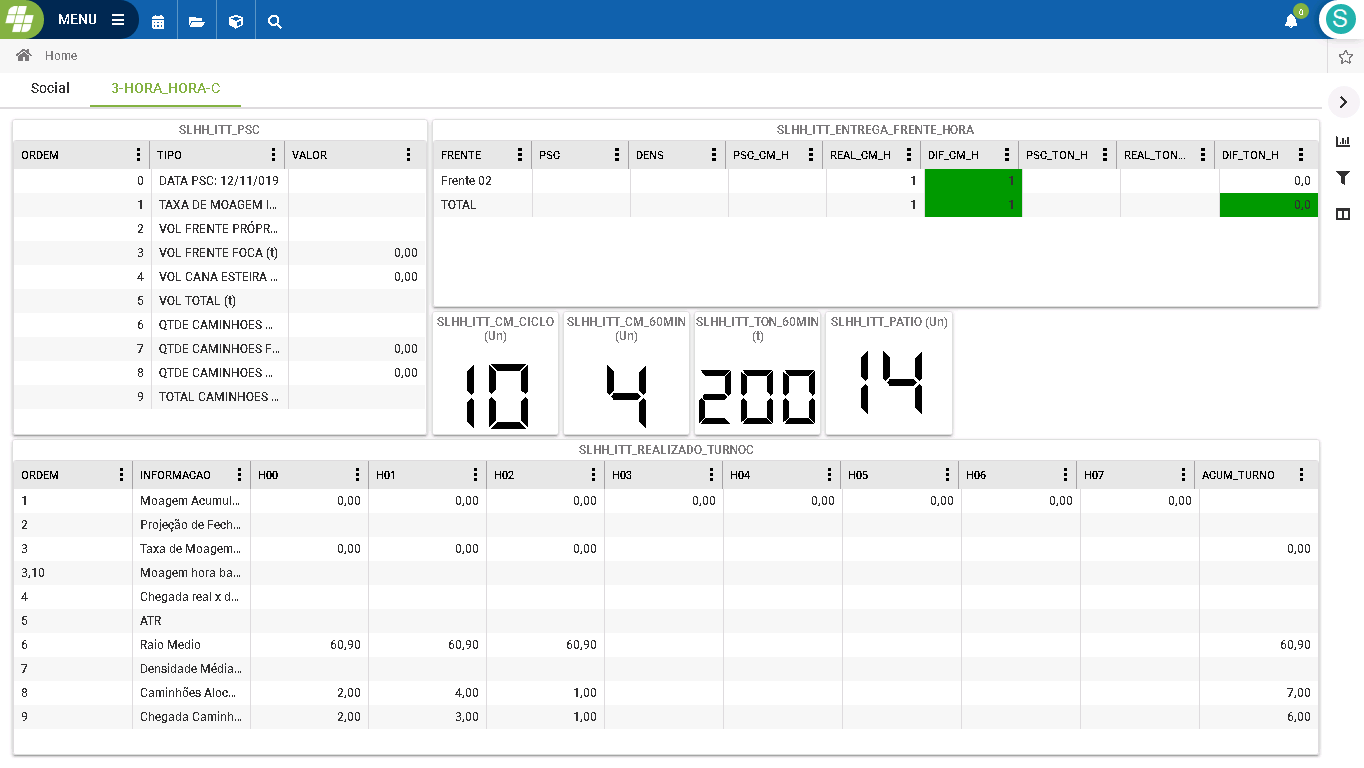 MENU
0
S
Home
Social 3-HORA_HORA-C
SLHH_ITT_PSC
ORDEM TIPO VALOR
0 DATA PSC: 12/11/019
1 TAXA DE MOAGEM I...
2 VOL FRENTE PRÓPR...
3 VOL FRENTE FOCA (t) 0,00
4 VOL CANA ESTEIRA ... 0,00
5 VOL TOTAL (t)
6 QTDE CAMINHOES ...
7 QTDE CAMINHOES F... 0,00
8 QTDE CAMINHOES ... 0,00
9 TOTAL CAMINHOES ...
SLHH_ITT_ENTREGA_FRENTE_HORA
FRENTE PSC DENS PSC_CM_H REAL_CM_H DIF_CM_H PSC_TON_H REAL_TON... DIF_TON_H
Frente 02 1 1 0,0
TOTAL 1 1 0,0
SLHH_ITT_CM_CICLO
(Un)
10
SLHH_ITT_CM_60MIN
(Un)
4
SLHH_ITT_TON_60MIN
(t)
200
SLHH_ITT_PATIO (Un)
14
SLHH_ITT_REALIZADO_TURNOC
ORDEM INFORMACAO H00 H01 H02 H03 H04 H05 H06 H07 ACUM_TURNO
1 Moagem Acumul... 0,00 0,00 0,00 0,00 0,00 0,00 0,00 0,00
2 Projeção de Fech...
3 Taxa de Moagem... 0,00 0,00 0,00 0,00
3,10 Moagem hora ba...
4 Chegada real x d...
5 ATR
6 Raio Medio 60,90 60,90 60,90 60,90
7 Densidade Média...
8 Caminhões Aloc... 2,00 4,00 1,00 7,00
9 Chegada Caminh... 2,00 3,00 1,00 6,00